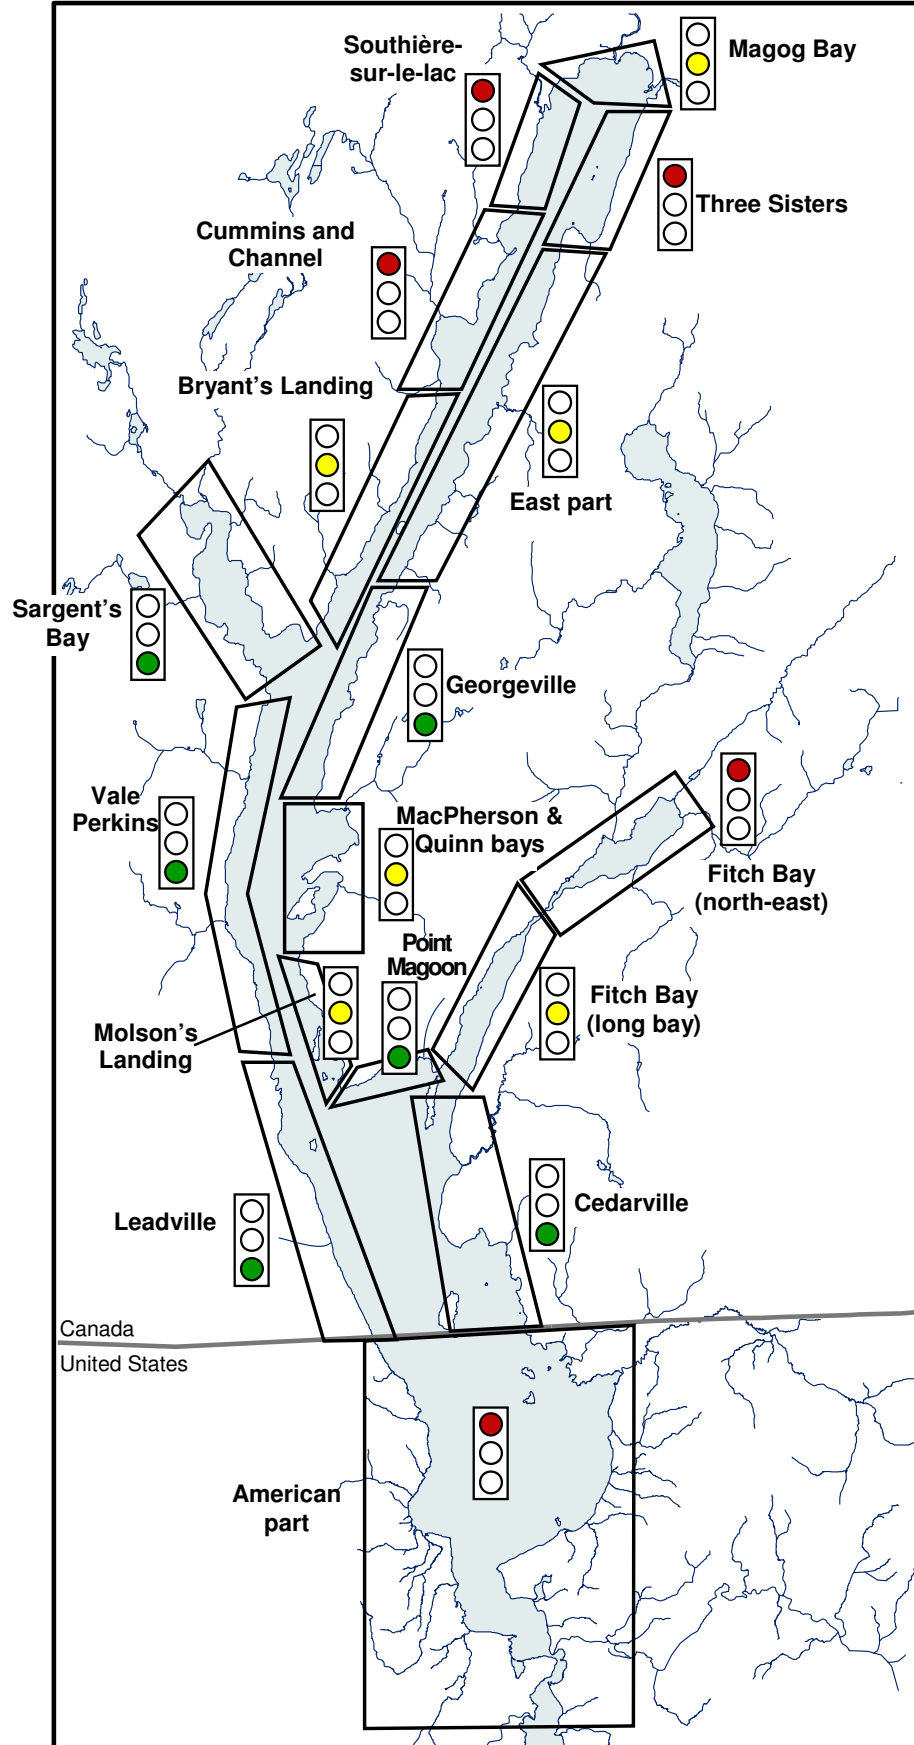 Southière-
sur-le-lac
Magog Bay
Three Sisters
Cummins and
Channel
Bryant's Landing
East part
Sargent's
Bay
Georgeville
Vale
Perkins
MacPherson &
Quinn bays
Fitch Bay
(north-east)
Point
Magoon
Fitch Bay
(long bay)
Molson's
Landing
Cedarville
Leadville
Canada
United States
American
part